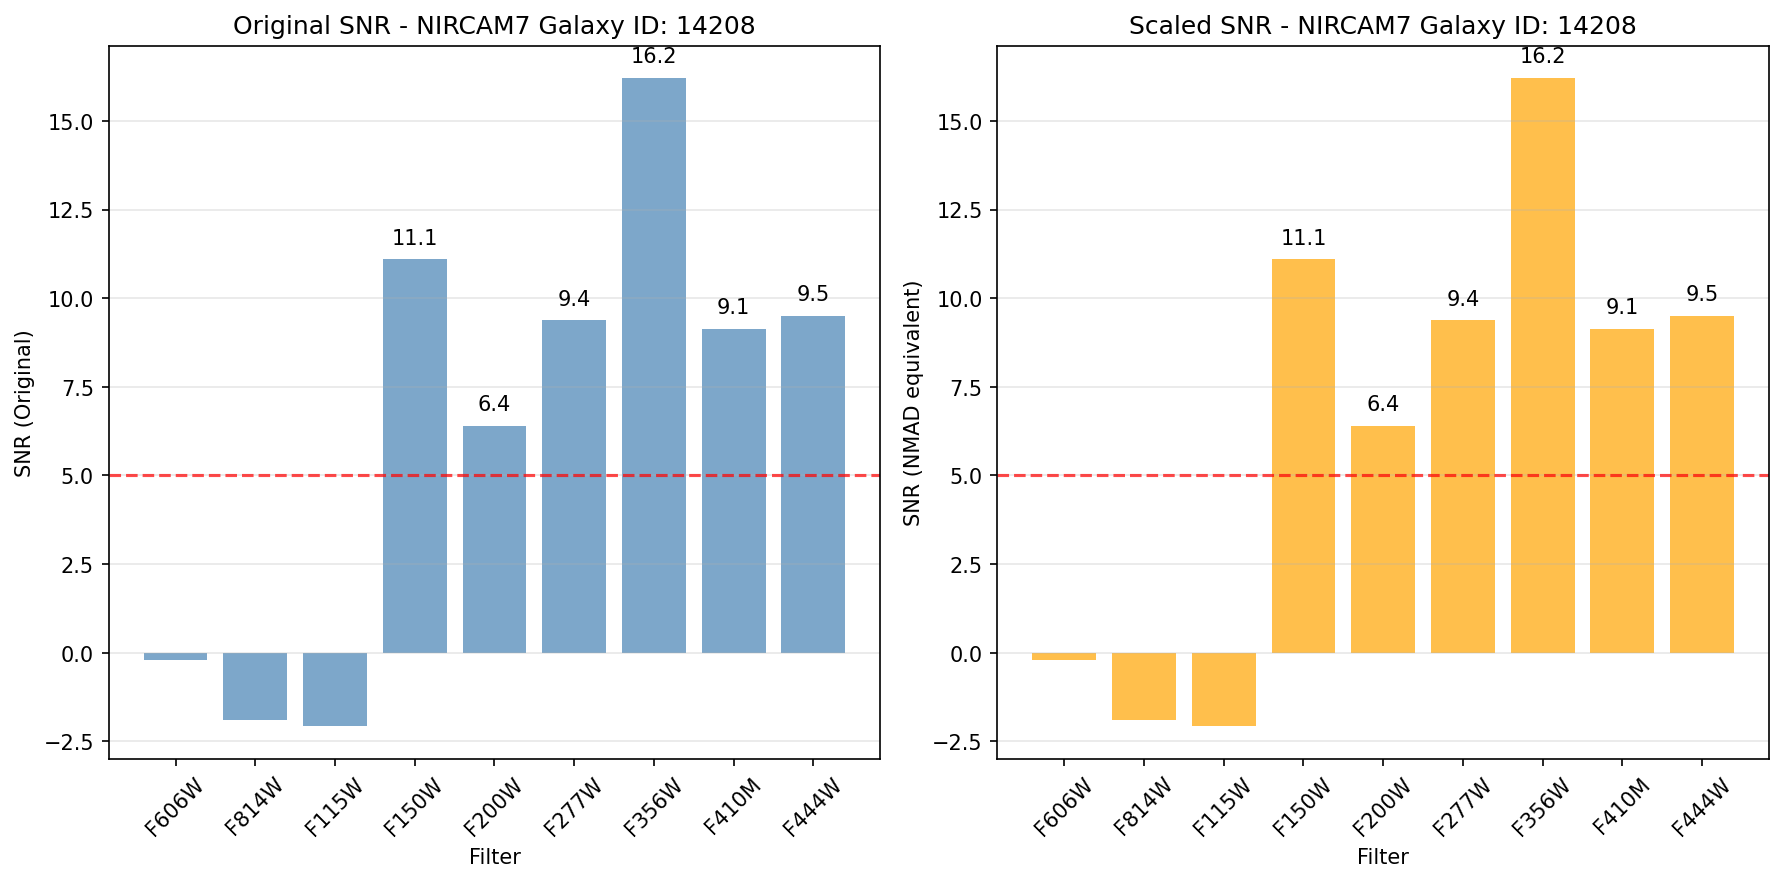 Original SNR - NIRCAM7 Galaxy ID: 14208
SNR (Original)
15.0
12.5
10.0
7.5
5.0
2.5
0.0
−2.5
11.1
6.4
9.4
16.2
9.1
9.5
F606W
F814W
F115W
F150W
F200W
F277W
F356W
F410M
F444W
Filter
Scaled SNR - NIRCAM7 Galaxy ID: 14208
SNR (NMAD equivalent)
15.0
12.5
10.0
7.5
5.0
2.5
0.0
−2.5
11.1
6.4
9.4
16.2
9.1
9.5
F606W
F814W
F115W
F150W
F200W
F277W
F356W
F410M
F444W
Filter